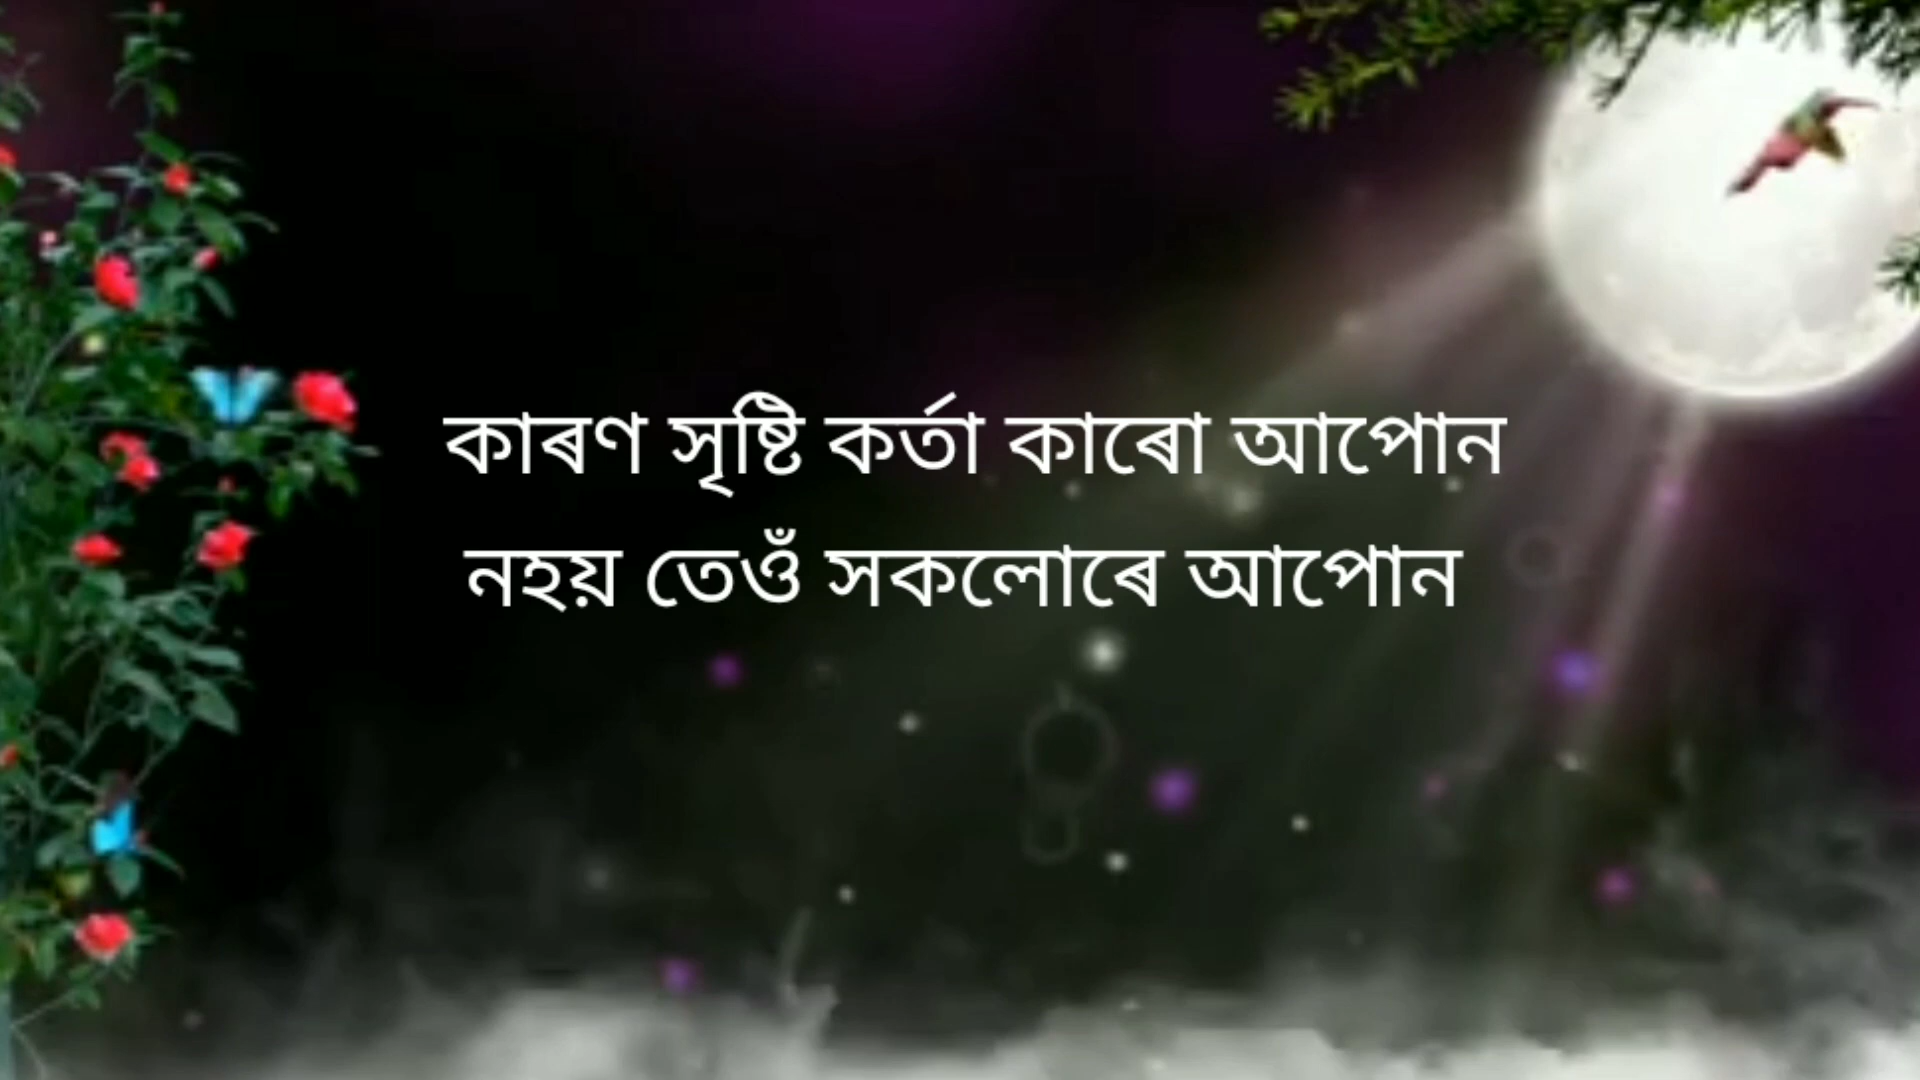 কাৰণ সৃষ্টি কৰ্তা কাৰো আপোন
নহয় তেওঁ সকলোৰে আপোন